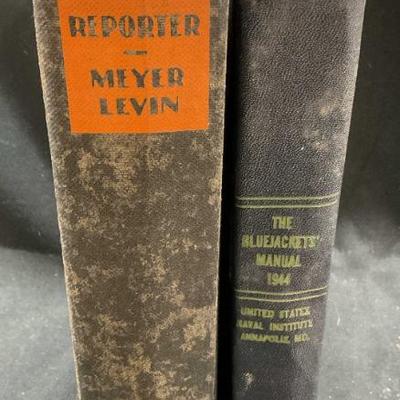 REPORTER
MEYER
LEVIN
THE
BLUEJACKETS'
MANUAL
1944
UNITED STATES
NAVAL INSTITUTE
ANNAPOLIS, MD.